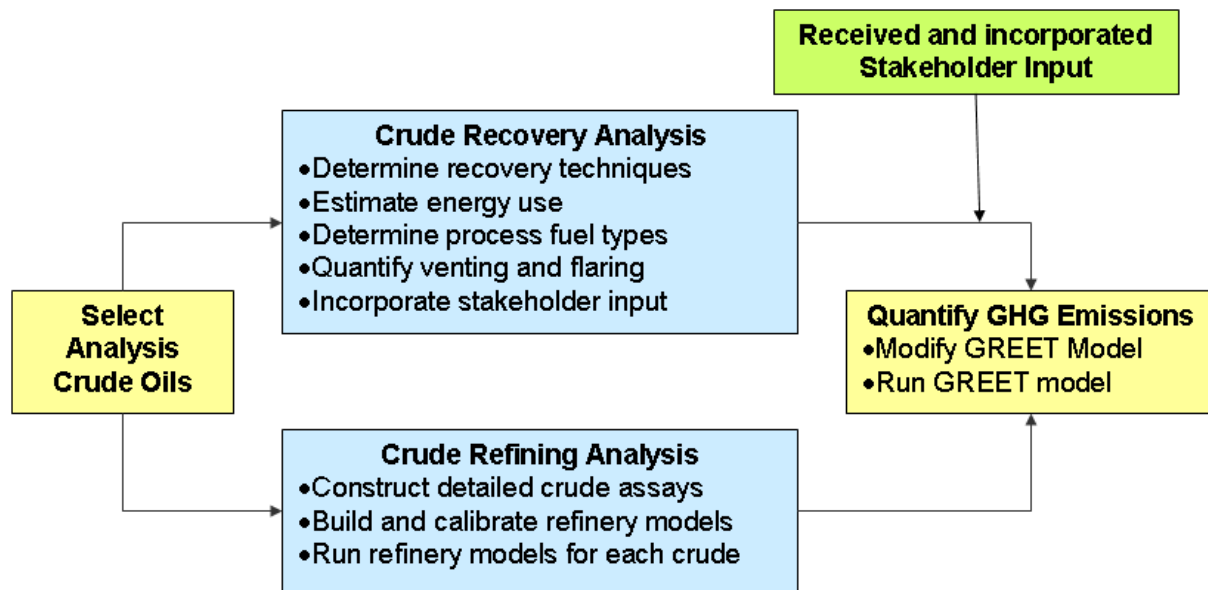 Received and incorporated
Stakeholder Input
Crude Recovery Analysis
•Determine recovery techniques
•Estimate energy use
•Determine process fuel types
•Quantify venting and flaring
•Incorporate stakeholder input
Select
Analysis
Crude Oils
Quantify GHG Emissions
•Modify GREET Model
•Run GREET model
Crude Refining Analysis
•Construct detailed crude assays
•Build and calibrate refinery models
•Run refinery models for each crude